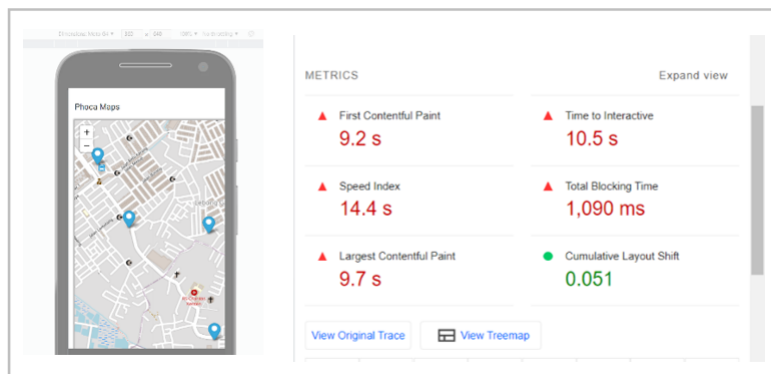 Phoca Maps
+
−
METRICS
Expand view
First Contentful Paint
9.2 s
Time to Interactive
10.5 s
Speed Index
14.4 s
Total Blocking Time
1,090 ms
Largest Contentful Paint
9.7 s
Cumulative Layout Shift
0.051
View Original Trace
View Treemap